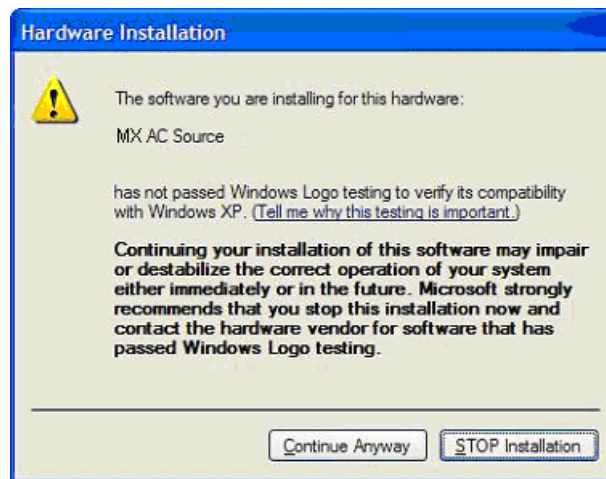 Hardware Installation
The software you are installing for this hardware:
MX AC Source
has not passed Windows Logo testing to verify its compatibility
with Windows XP. (Tell me why this testing is important.)
Continuing your installation of this software may impair
or destabilize the correct operation of your system
either immediately or in the future. Microsoft strongly
recommends that you stop this installation now and
contact the hardware vendor for software that has
passed Windows Logo testing.
Continue Anyway STOP Installation